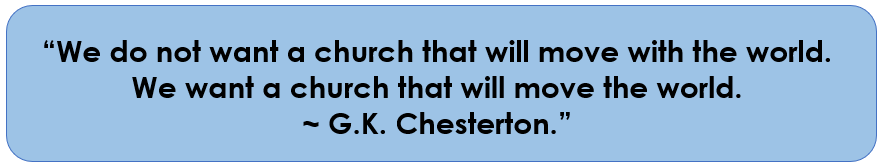 “We do not want a church that will move with the world.
We want a church that will move the world.
~ G.K. Chesterton.”